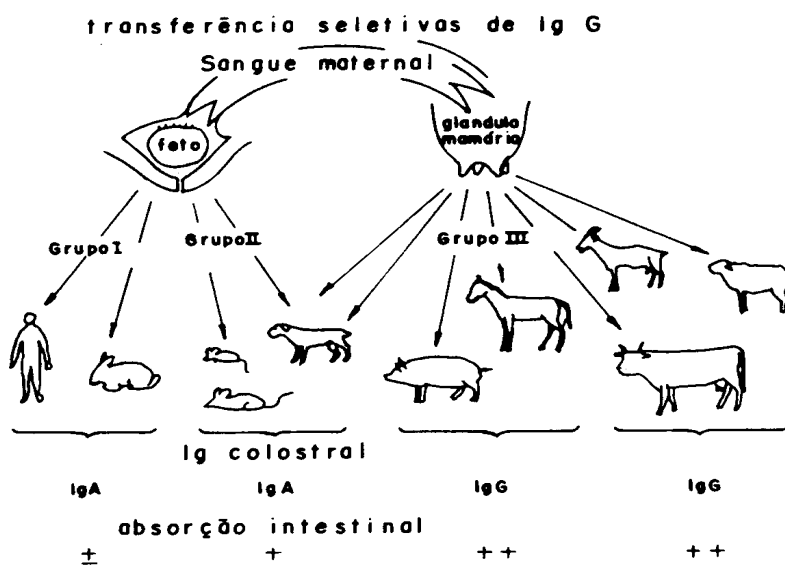 transferência seletivas de Ig G
Sangue maternal
feto
glandula
mamária
Grupo I
Grupo II
Grupo III
Ig colostral
IgA IgA IgG IgG
absorção intestinal
± + ++ ++